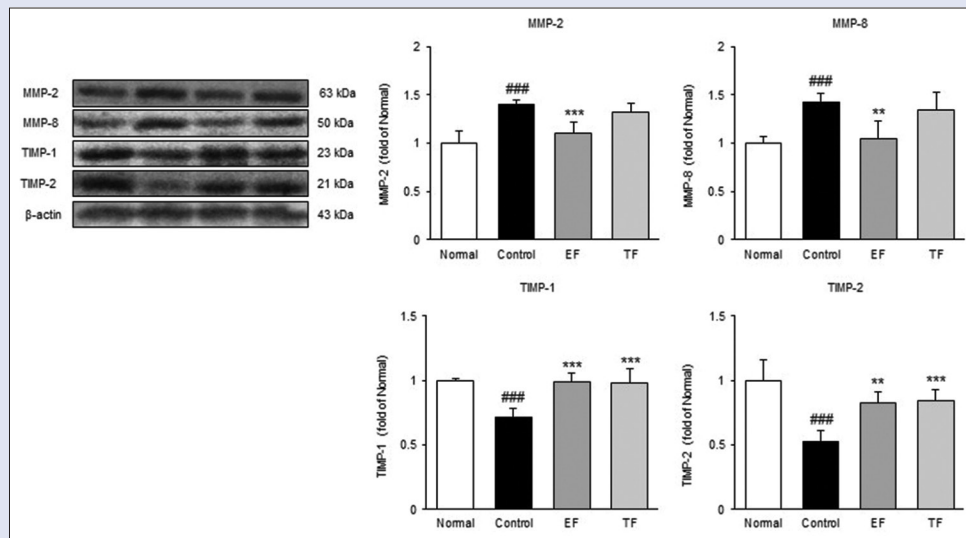 MMP-2 63 kDa
MMP-8 50 kDa
TIMP-1 23 kDa
TIMP-2 21 kDa
β-actin 43 kDa
MMP-2
MMP-2 (fold of Normal)
2
1.5
1
0.5
0
###
***
Normal Control EF TF
MMP-8
MMP-8 (fold of Normal)
2
1.5
1
0.5
0
###
**
Normal Control EF TF
TIMP-1
TIMP-1 (fold of Normal)
1.5
1
0.5
0
###
*** ***
Normal Control EF TF
TIMP-2
TIMP-2 (fold of Normal)
1.5
1
0.5
0
###
** ***
Normal Control EF TF